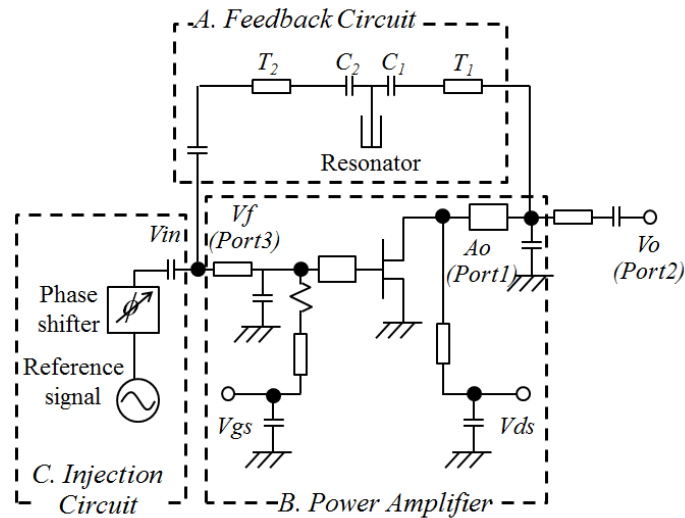 A. Feedback Circuit
T2 C2 C1 T1
Resonator
Vin
Vf
(Port3)
Ao
(Port1)
Vo
(Port2)
Phase
shifter
ϕ
Reference
signal
Vgs
Vds
C. Injection
Circuit
B. Power Amplifier